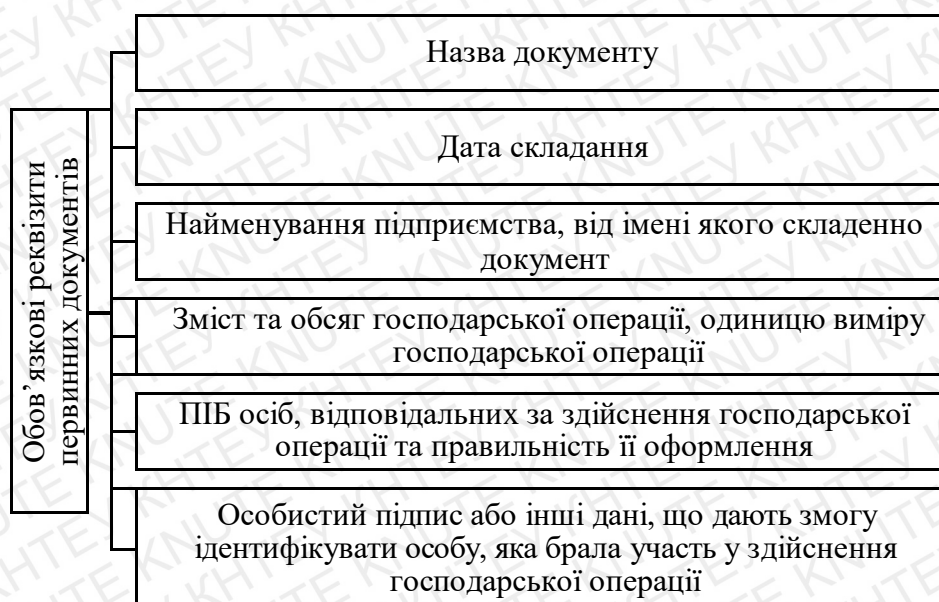 Обов’язкові реквізити
первинних документів
Назва документу
Дата складання
Найменування підприємства, від імені якого складенно
документ
Зміст та обсяг господарської операції, одиницю виміру
господарської операції
ПІБ осіб, відповідальних за здійснення господарської
операції та правильність її оформлення
Особистий підпис або інші дані, що дають змогу
ідентифікувати особу, яка брала участь у здійснення
господарської операції